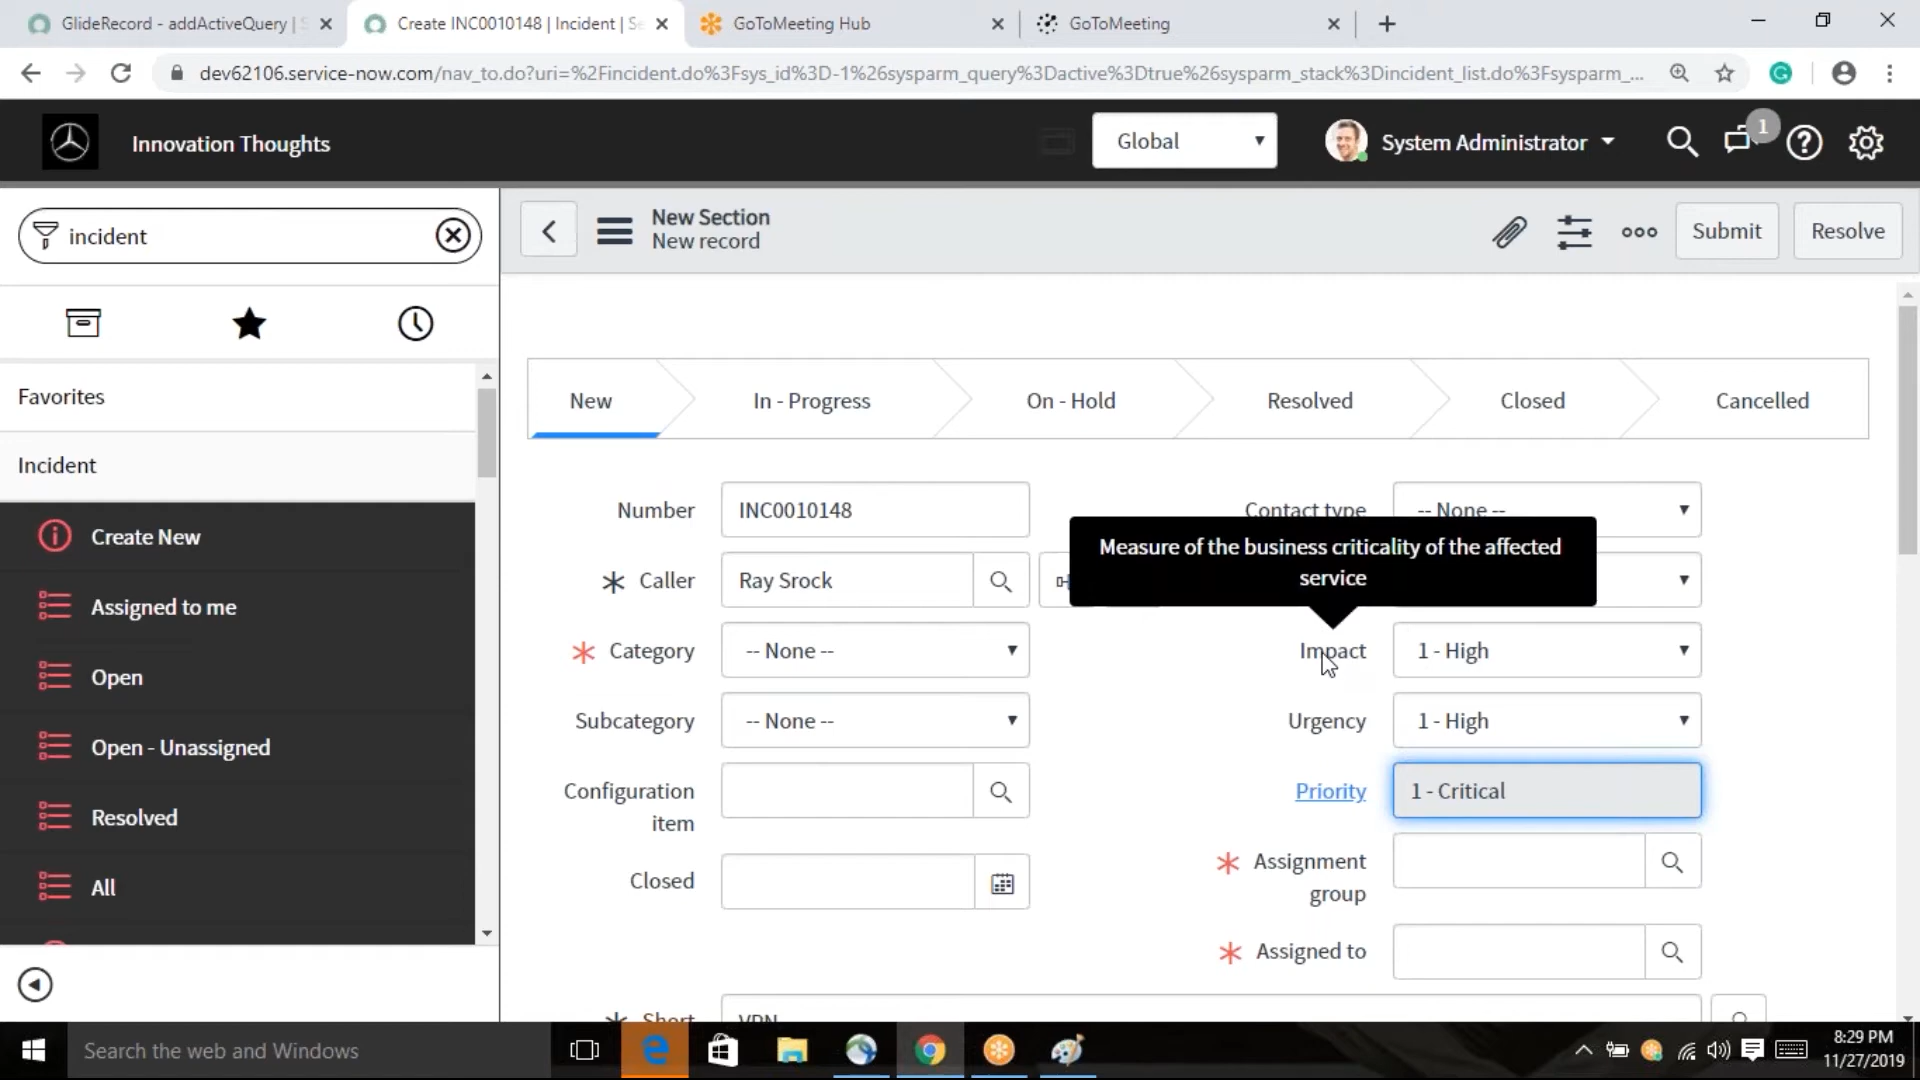 GlideRecord - addActiveQuery | S
Create INC0010148 | Incident | Se
GoToMeeting Hub
GoToMeeting
dev62106.service-now.com/nav_to.do?uri=%2Fincident.do%3Fsys_id%3D-1%26sysparm_query%3Dactive%3Dtrue%26sysparm_stack%3Dincident_list.do%3Fsysparm_...
Innovation Thoughts
Global
System Administrator
1
incident
New Section
New record
Submit
Resolve
Favorites
Incident
Create New
Assigned to me
Open
Open - Unassigned
Resolved
All
New
In - Progress
On - Hold
Resolved
Closed
Cancelled
Number
INC0010148
Contact type
-- None --
Measure of the business criticality of the affected
service
Caller
Ray Srock
Category
-- None --
Impact
1 - High
Subcategory
-- None --
Urgency
1 - High
Configuration
item
Priority
1 - Critical
Closed
Assignment
group
Assigned to
Short
VPN
Search the web and Windows
8:29 PM
11/27/2019